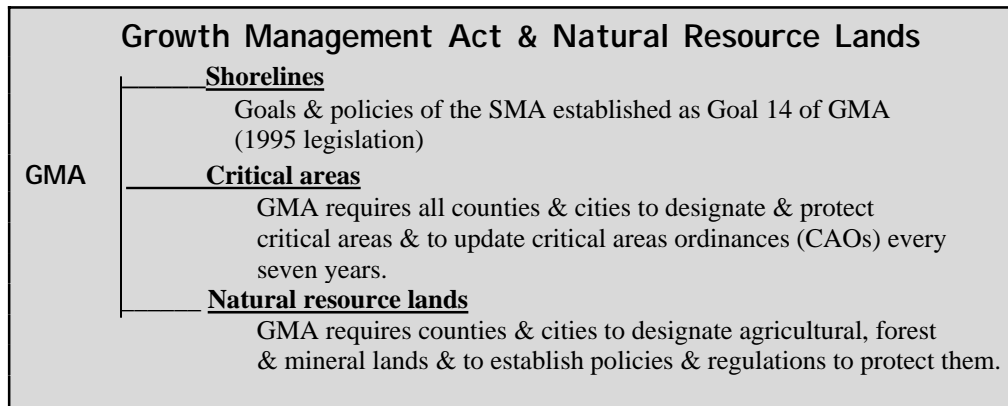 Growth Management Act & Natural Resource Lands
Shorelines
Goals & policies of the SMA established as Goal 14 of GMA
(1995 legislation)
GMA
Critical areas
GMA requires all counties & cities to designate & protect
critical areas & to update critical areas ordinances (CAOs) every
seven years.
Natural resource lands
GMA requires counties & cities to designate agricultural, forest
& mineral lands & to establish policies & regulations to protect them.